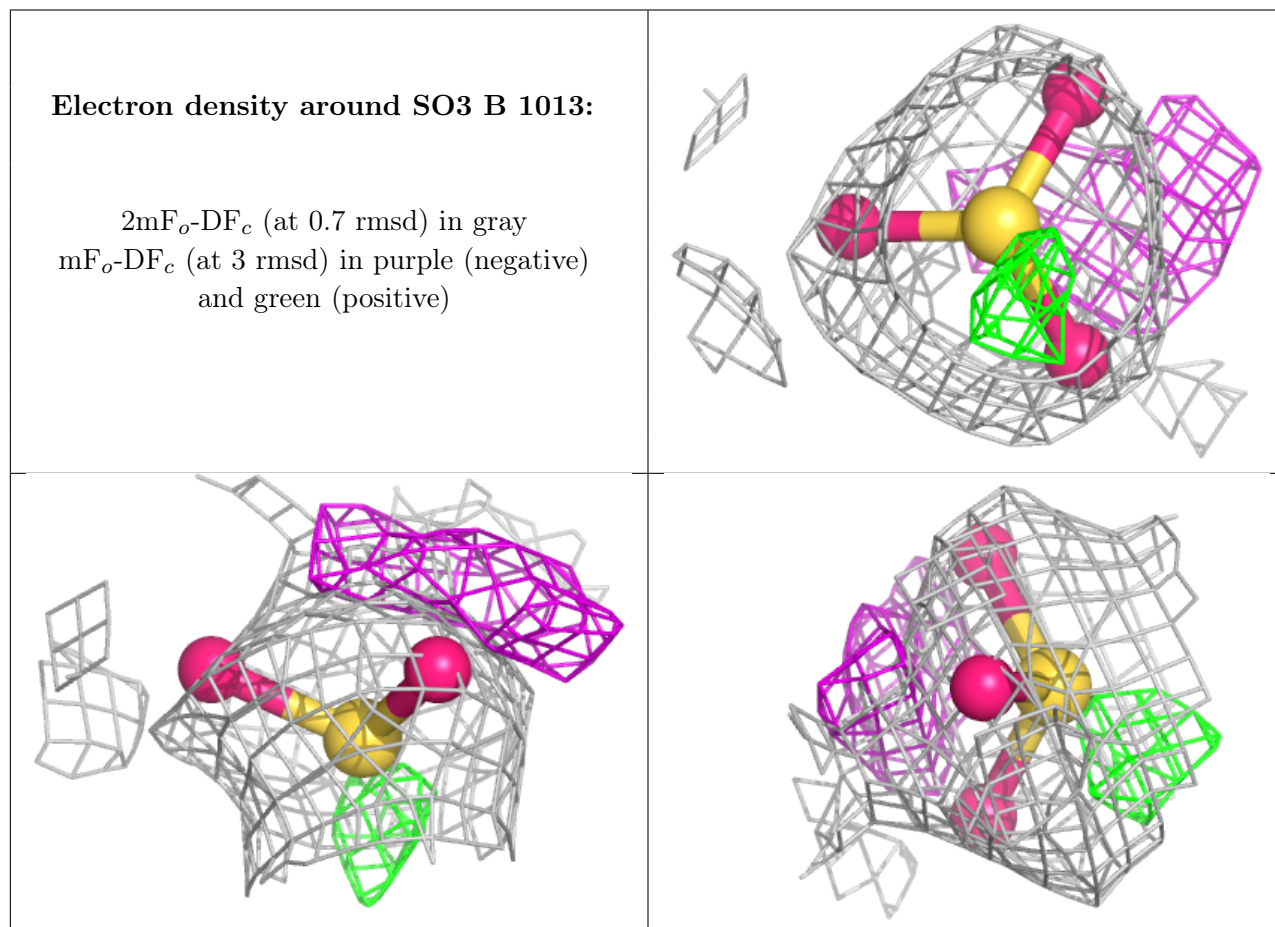 Electron density around SO3 B 1013:
2mFo-DFc (at 0.7 rmsd) in gray
mFo-DFc (at 3 rmsd) in purple (negative)
and green (positive)